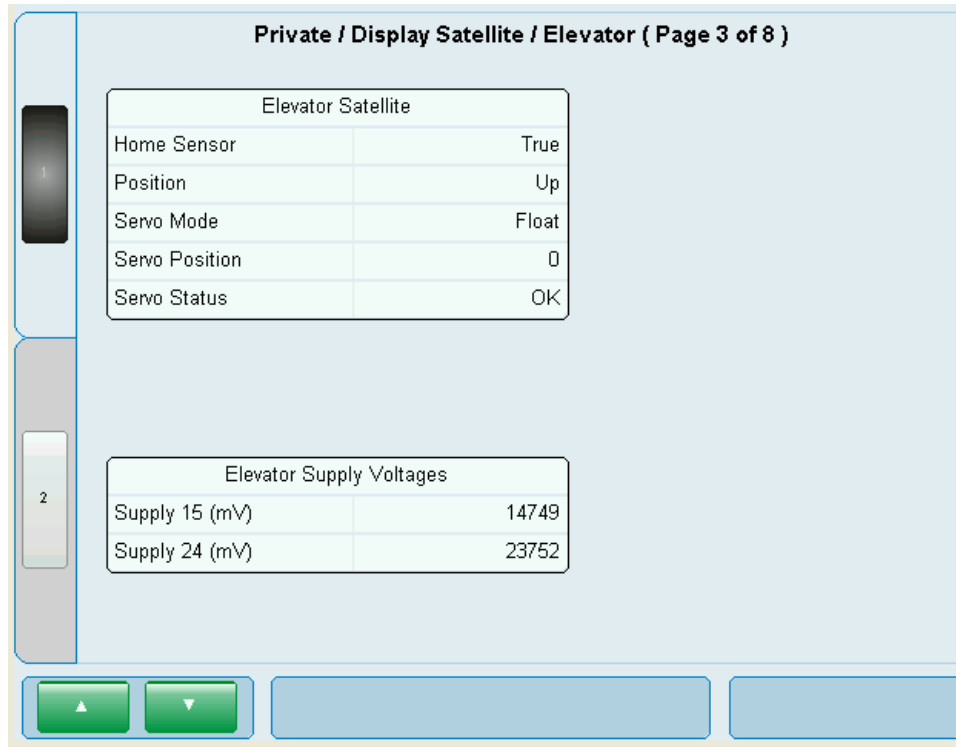 Private / Display Satellite / Elevator ( Page 3 of 8 )
1
Elevator Satellite
Home Sensor True
Position Up
Servo Mode Float
Servo Position 0
Servo Status OK
2
Elevator Supply Voltages
Supply 15 (mV) 14749
Supply 24 (mV) 23752